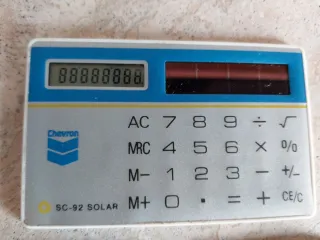 88888888
Chevron
AC 7 8 9 ÷ √
MRC 4 5 6 × %
M- 1 2 3 - +/-
M+ 0 · = + CE/C
SC-92 SOLAR